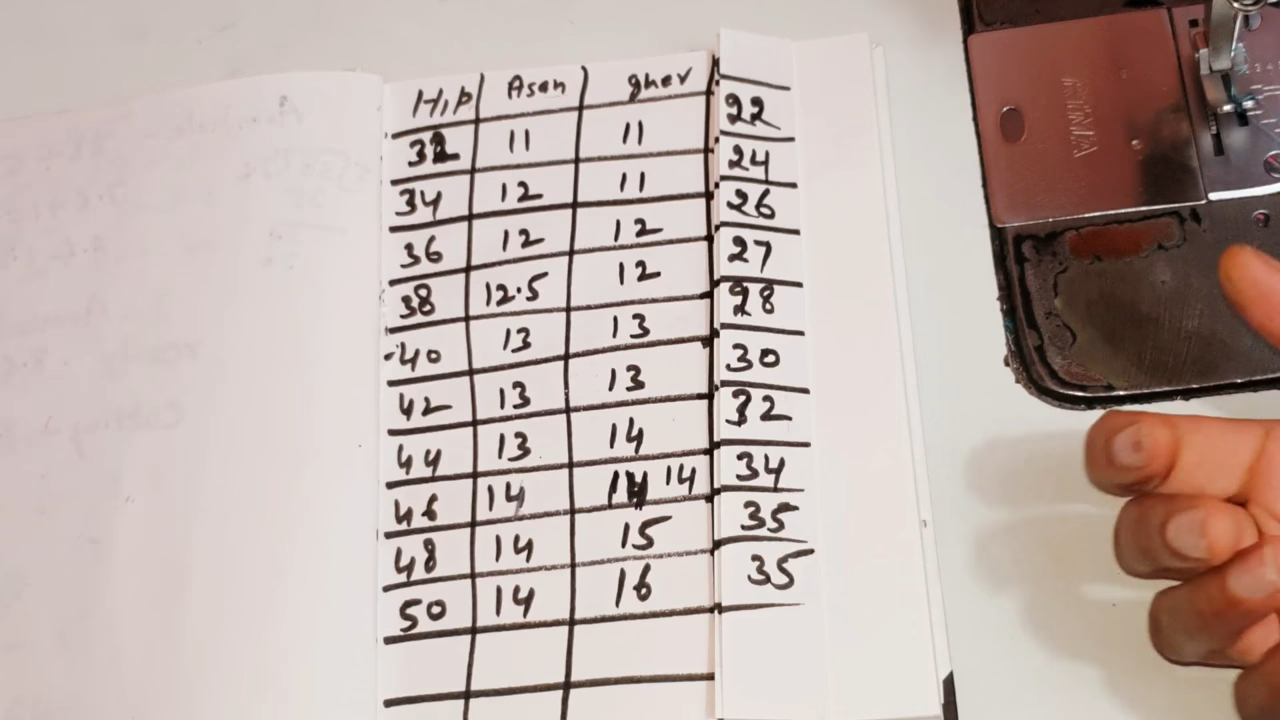 Hip Asan gher
32 11 11 22
34 12 11 24
36 12 12 26
38 12.5 12 27
40 13 13 28
42 13 13 30
44 13 14 32
46 14 14 34
48 14 15 35
50 14 16 35
RINA